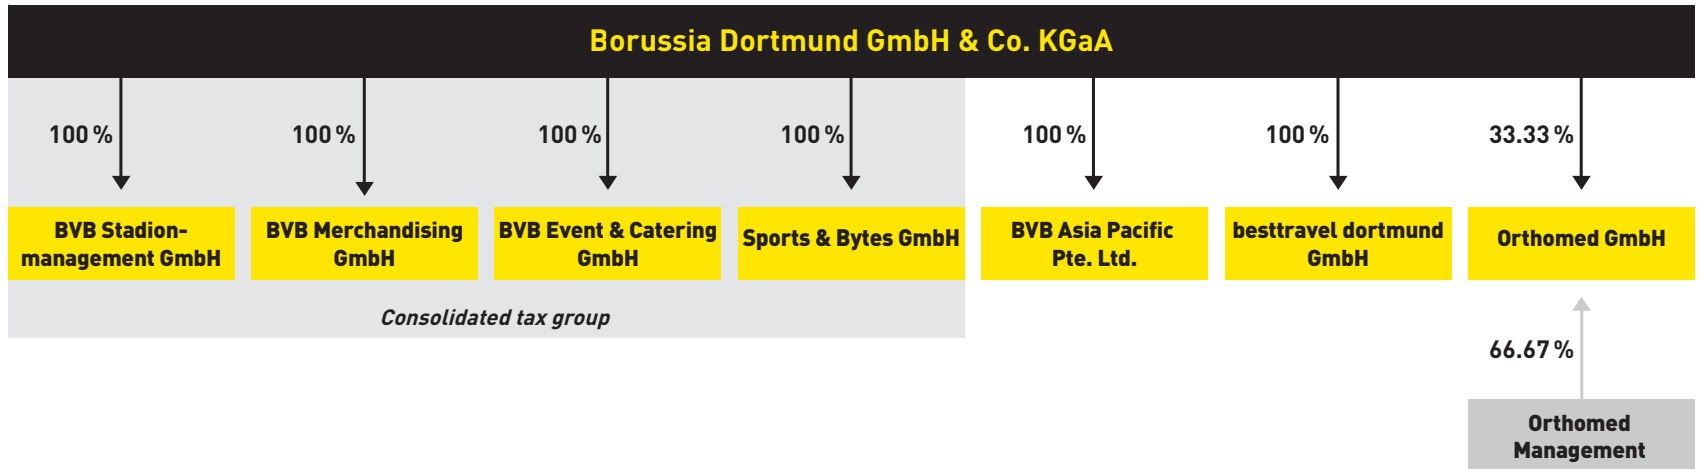 Borussia Dortmund GmbH & Co. KGaA
100 %
100 %
100 %
100 %
100 %
100 %
33.33 %
BVB Stadion-
management GmbH
BVB Merchandising
GmbH
BVB Event & Catering
GmbH
Sports & Bytes GmbH
BVB Asia Pacific
Pte. Ltd.
besttravel dortmund
GmbH
Orthomed GmbH
Consolidated tax group
66.67 %
Orthomed
Management